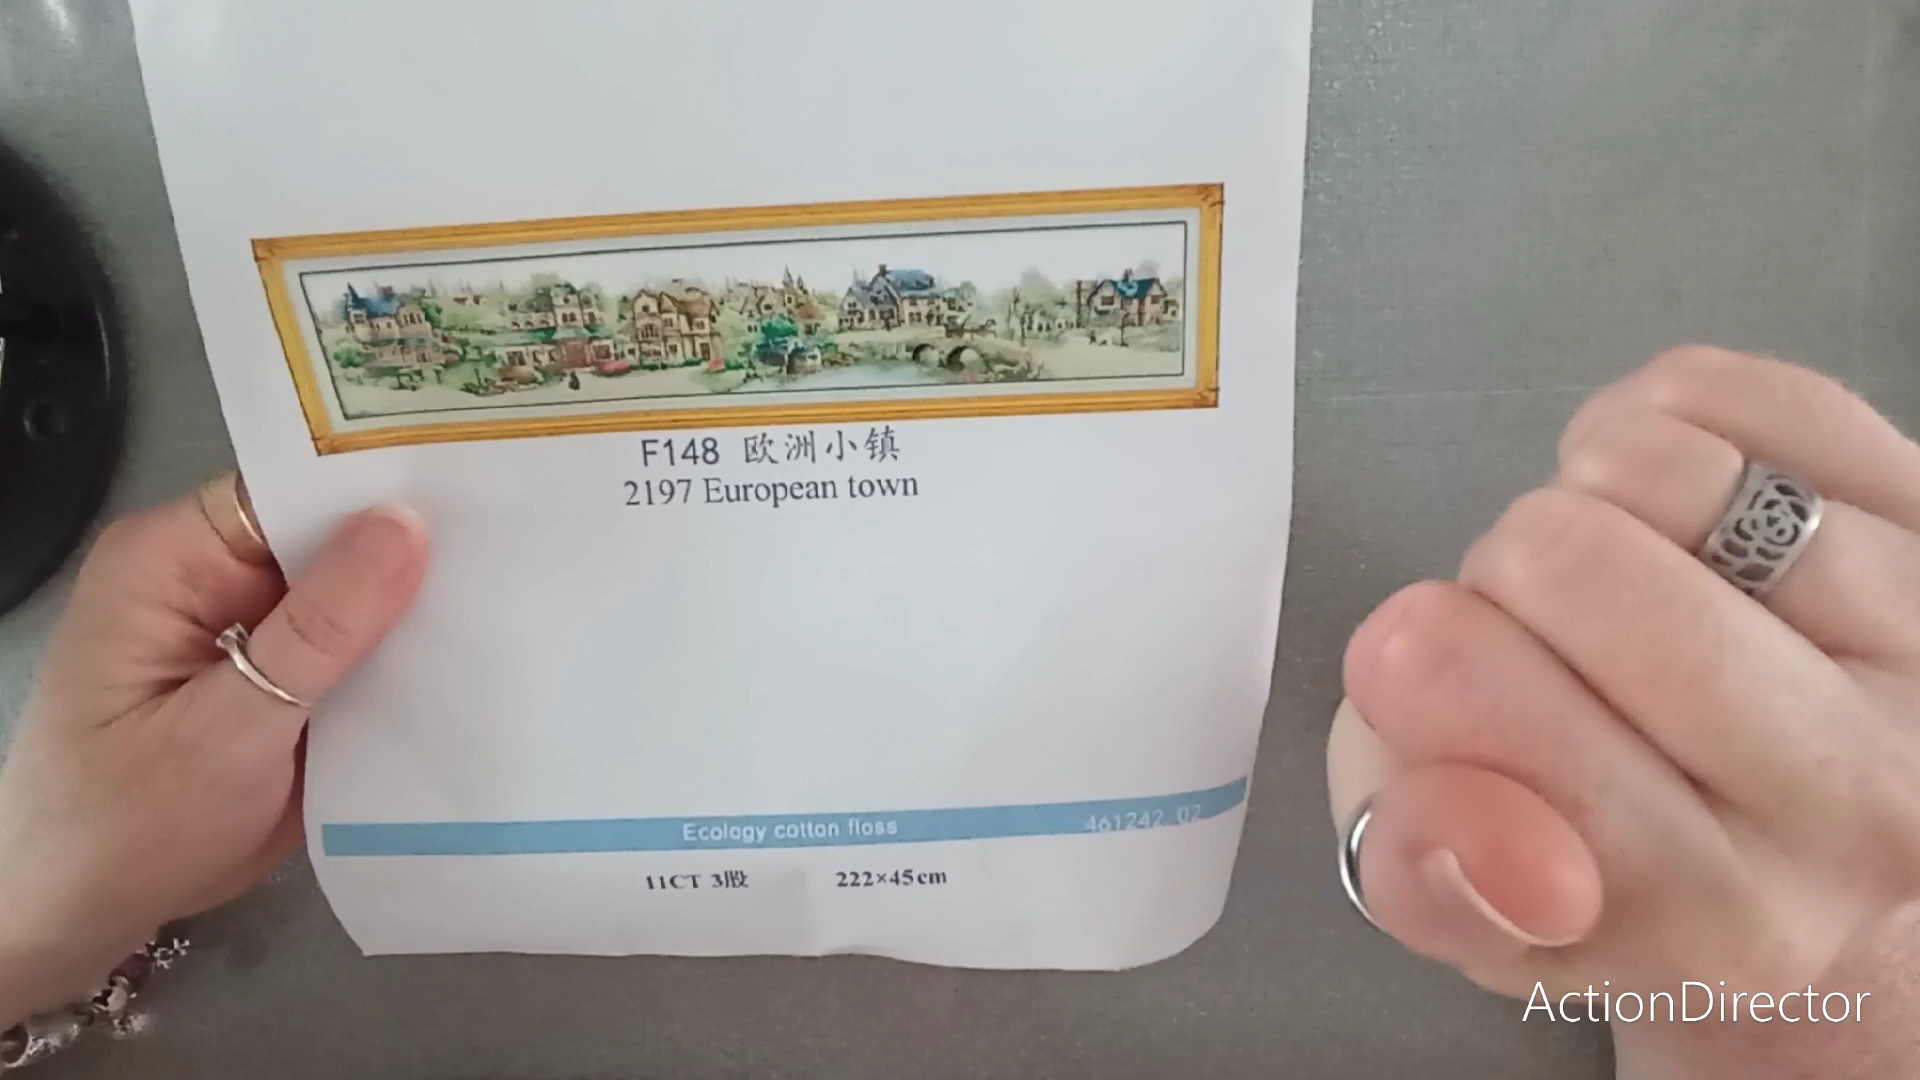 F148 欧洲小镇
2197 European town
Ecology cotton floss 461242 02
11CT 3股 222×45cm
ActionDirector